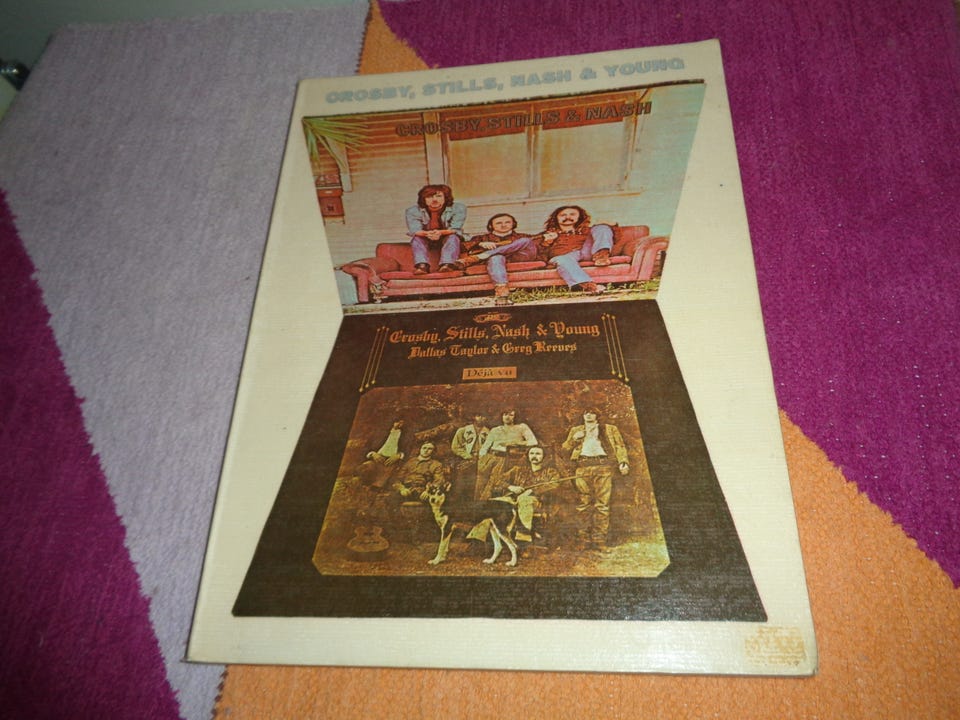 CROSBY, STILLS, NASH & YOUNG
CROSBY, STILLS & NASH
Crosby, Stills, Nash & Young
Dallas Taylor & Greg Reeves
Déjà vu